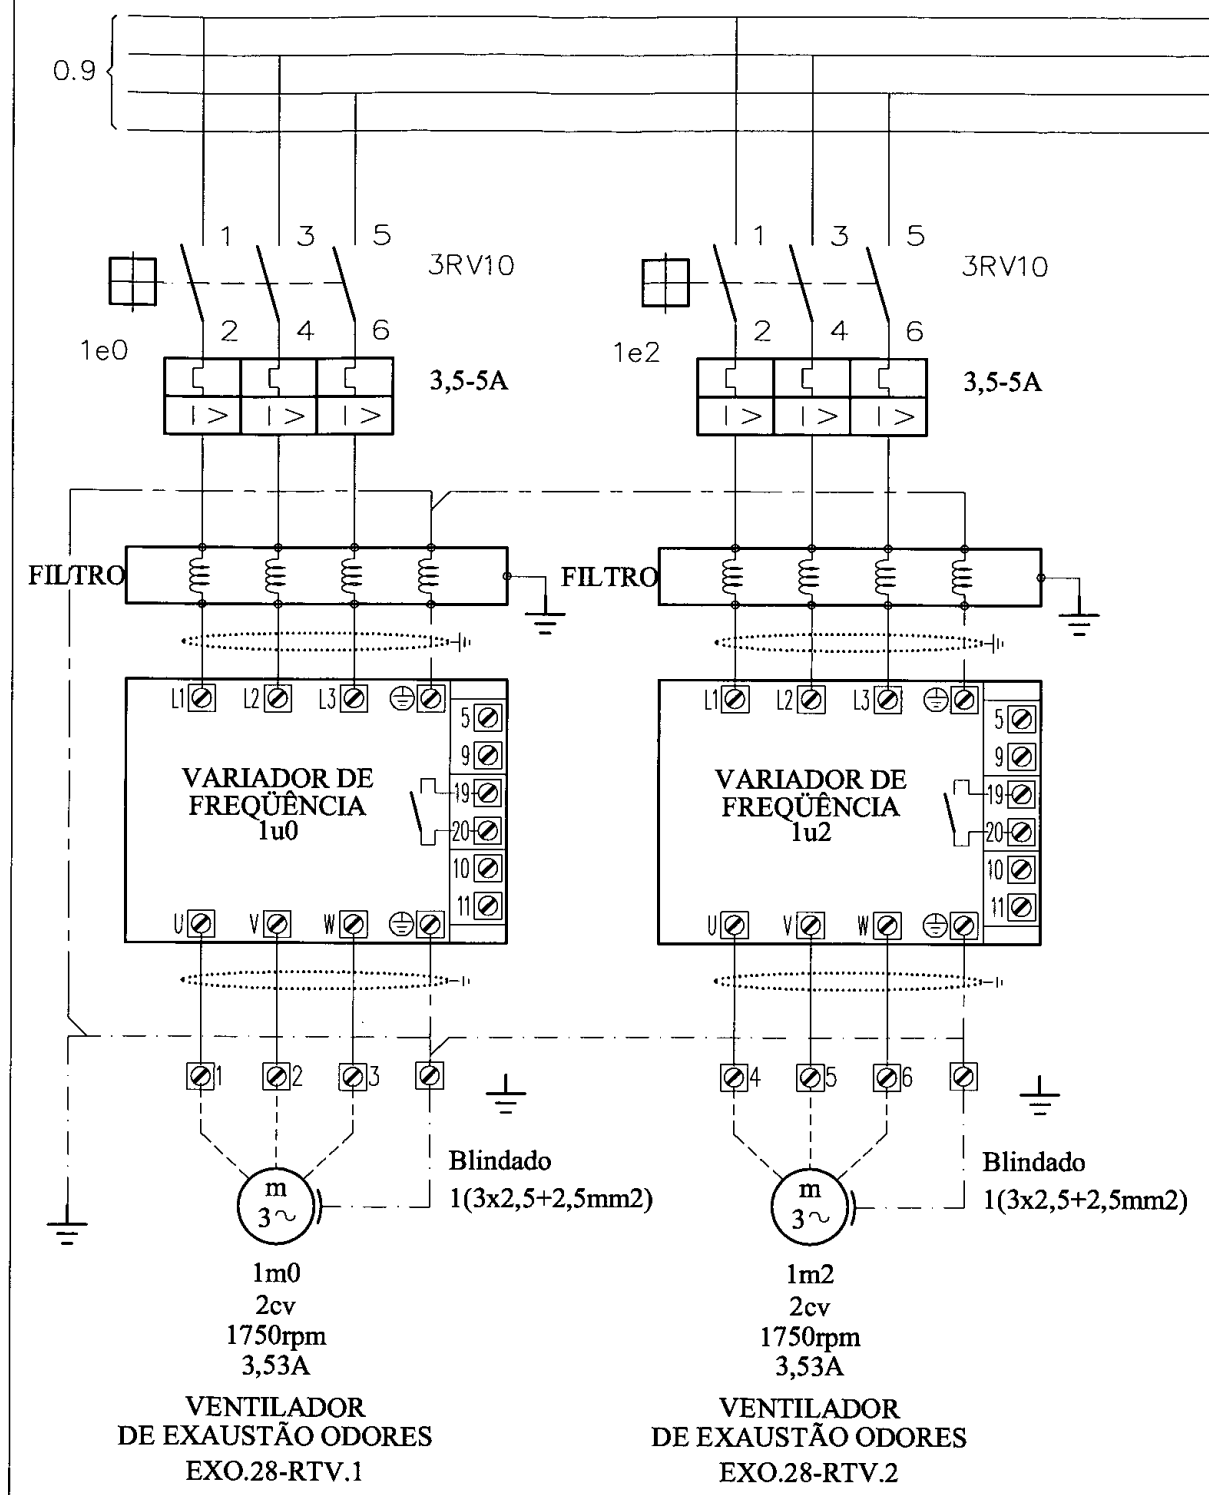 0.9
1 3 5
3RV10
2 4 6
1e0
3,5-5A
I > I > I >
FILTRO
L1 L2 L3
5
9
19
20
10
11
VARIADOR DE
FREQÜÊNCIA
1u0
U V W
1 2 3
Blindado
1(3x2,5+2,5mm2)
m
3~
1m0
2cv
1750rpm
3,53A
VENTILADOR
DE EXAUSTÃO ODORES
EXO.28-RTV.1
1 3 5
3RV10
2 4 6
1e2
3,5-5A
I > I > I >
FILTRO
L1 L2 L3
5
9
19
20
10
11
VARIADOR DE
FREQÜÊNCIA
1u2
U V W
4 5 6
Blindado
1(3x2,5+2,5mm2)
m
3~
1m2
2cv
1750rpm
3,53A
VENTILADOR
DE EXAUSTÃO ODORES
EXO.28-RTV.2